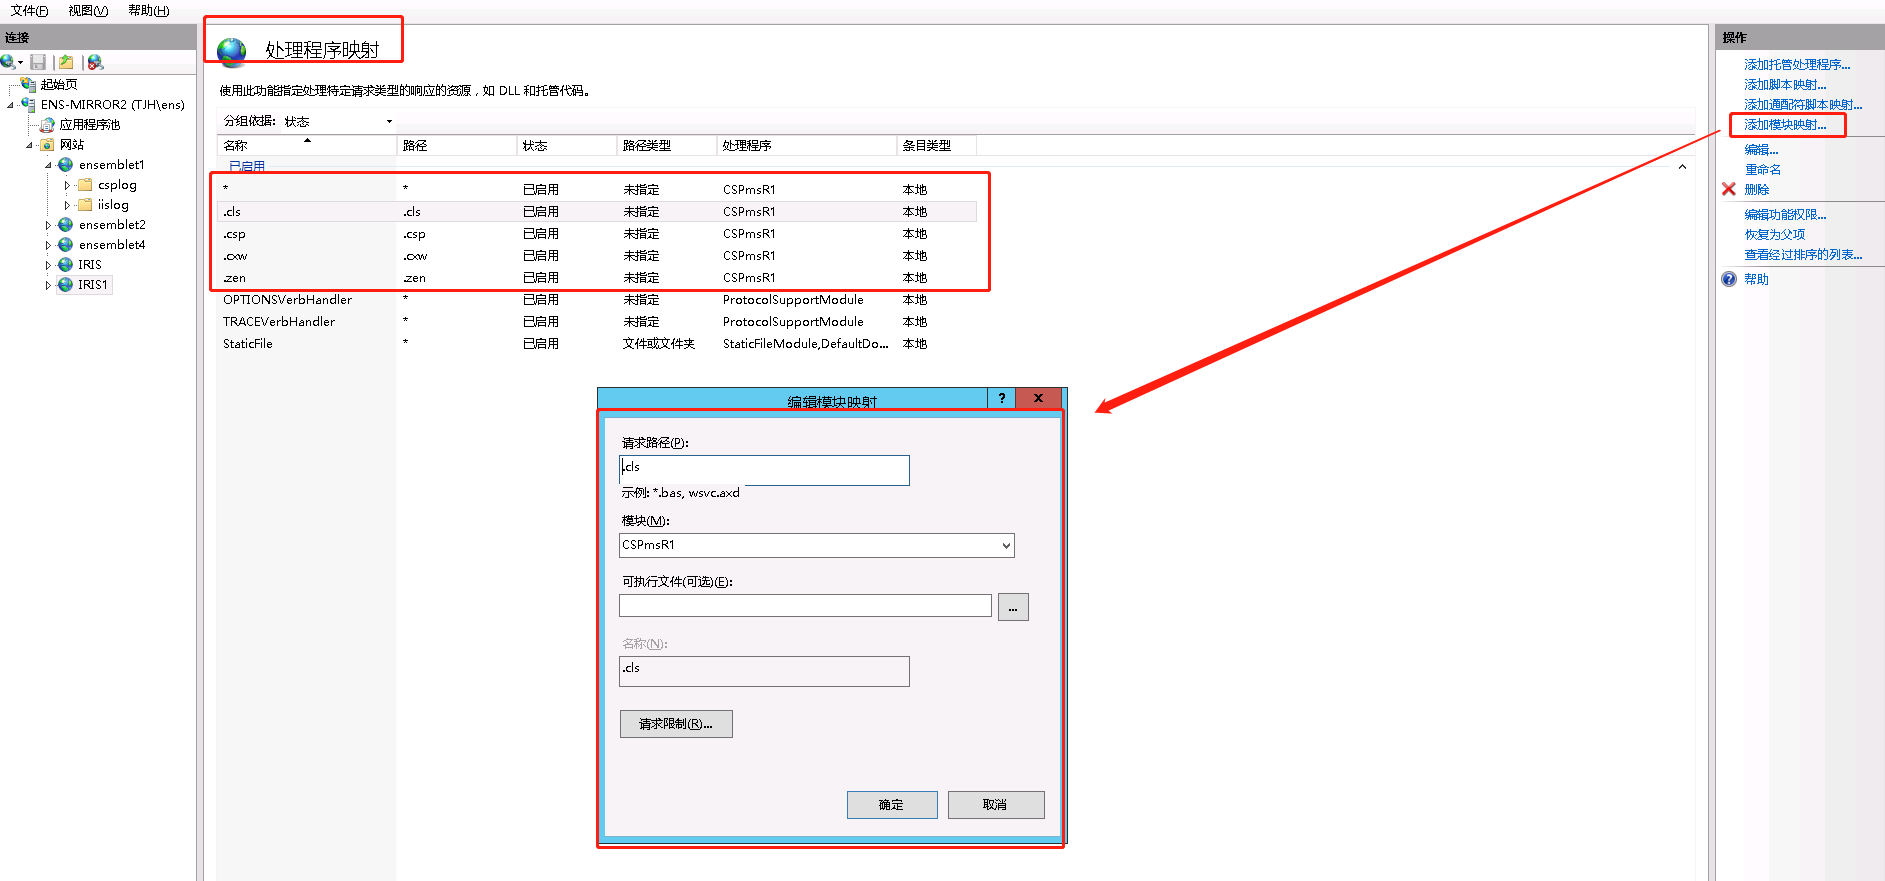 文件(F) 视图(V) 帮助(H)
连接
起始页
ENS-MIRROR2 (TJH\ens)
应用程序池
网站
ensemblet1
csplog
iislog
ensemblet2
ensemblet4
IRIS
IRIS1
处理程序映射
使用此功能指定处理特定请求类型的响应的资源，如 DLL 和托管代码。
分组依据: 状态
名称 路径 状态 路径类型 处理程序 条目类型
已启用
* * 已启用 未指定 CSPmsR1 本地
.cls .cls 已启用 未指定 CSPmsR1 本地
.csp .csp 已启用 未指定 CSPmsR1 本地
.cxw .cxw 已启用 未指定 CSPmsR1 本地
.zen .zen 已启用 未指定 CSPmsR1 本地
OPTIONSVerbHandler * 已启用 未指定 ProtocolSupportModule 本地
TRACEVerbHandler * 已启用 未指定 ProtocolSupportModule 本地
StaticFile * 已启用 文件或文件夹 StaticFileModule,DefaultDo... 本地
编辑模块映射 ? x
请求路径(P):
.cls
示例: *.bas, wsvc.axd
模块(M):
CSPmsR1
可执行文件(可选)(E):
...
名称(N):
.cls
请求限制(R)...
确定 取消
操作
添加托管处理程序...
添加脚本映射...
添加通配符脚本映射...
添加模块映射...
编辑...
重命名
删除
编辑功能权限...
恢复为父项
查看经过排序的列表...
帮助